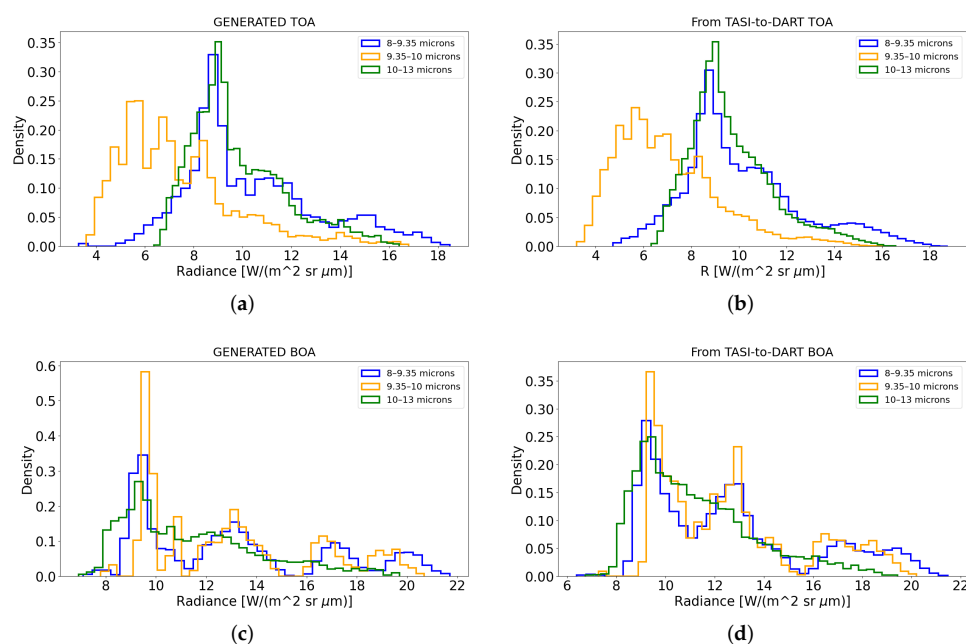 GENERATED TOA
0.35
0.30
0.25
0.20
0.15
0.10
0.05
0.00
Density
8–9.35 microns
9.35–10 microns
10–13 microns
4 6 8 10 12 14 16 18
Radiance [W/(m^2 sr μm)]
(a)
From TASI-to-DART TOA
0.35
0.30
0.25
0.20
0.15
0.10
0.05
0.00
Density
8–9.35 microns
9.35–10 microns
10–13 microns
4 6 8 10 12 14 16 18
R [W/(m^2 sr μm)]
(b)
GENERATED BOA
0.6
0.5
0.4
0.3
0.2
0.1
0.0
Density
8–9.35 microns
9.35–10 microns
10–13 microns
8 10 12 14 16 18 20 22
Radiance [W/(m^2 sr μm)]
(c)
From TASI-to-DART BOA
0.35
0.30
0.25
0.20
0.15
0.10
0.05
0.00
Density
8–9.35 microns
9.35–10 microns
10–13 microns
6 8 10 12 14 16 18 20 22
Radiance [W/(m^2 sr μm)]
(d)